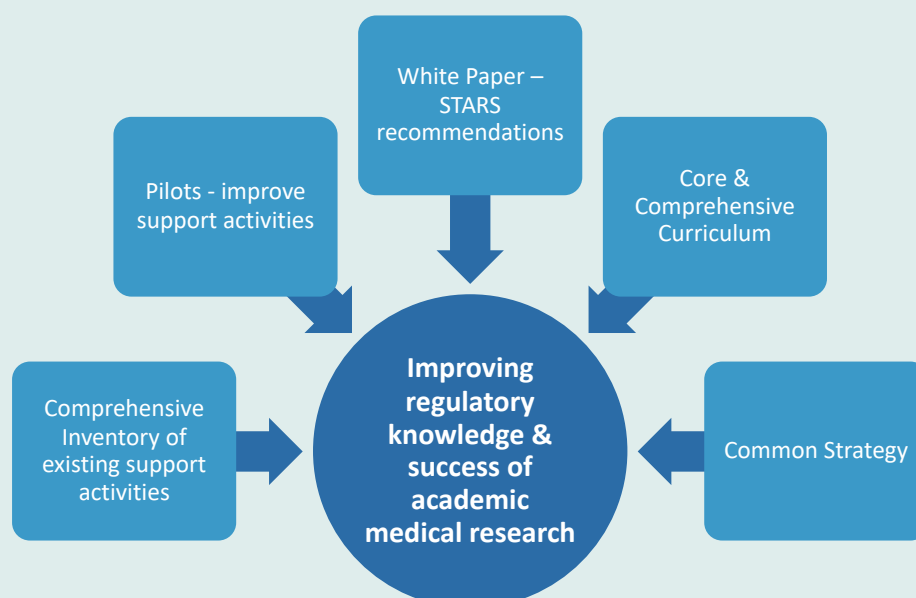 White Paper –
STARS
recommendations
Pilots - improve
support activities
Core &
Comprehensive
Curriculum
Comprehensive
Inventory of
existing support
activities
Improving
regulatory
knowledge &
success of
academic
medical research
Common Strategy